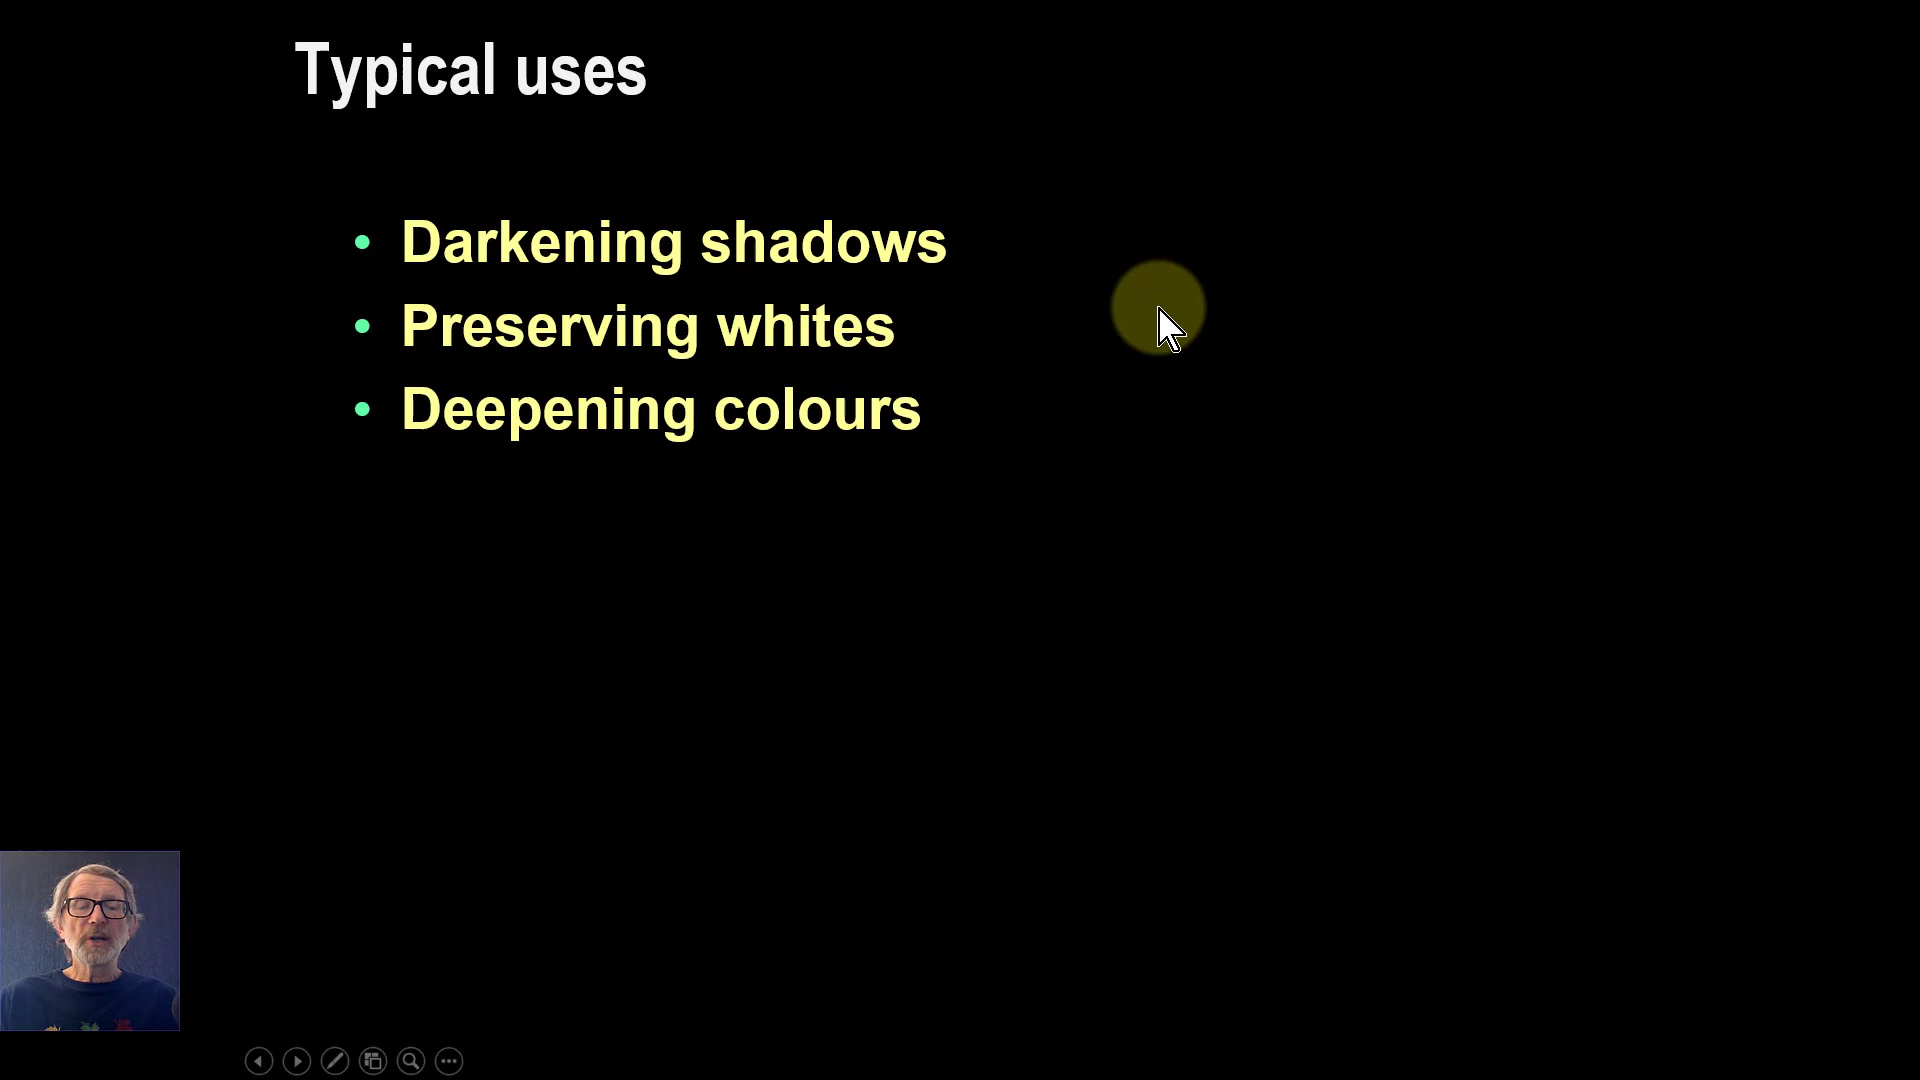 Typical uses
• Darkening shadows
• Preserving whites
• Deepening colours